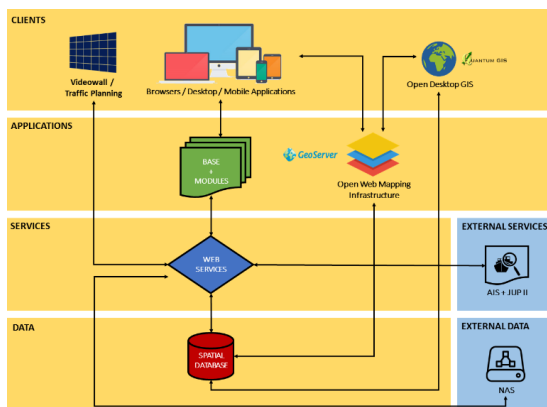 CLIENTS
Videowall /
Traffic Planning
Browsers / Desktop / Mobile Applications
QUANTUM GIS
Open Desktop GIS
APPLICATIONS
BASE
+
MODULES
GeoServer
Open Web Mapping
Infrastructure
SERVICES
WEB
SERVICES
EXTERNAL SERVICES
AIS + JUP II
DATA
SPATIAL
DATABASE
EXTERNAL DATA
NAS